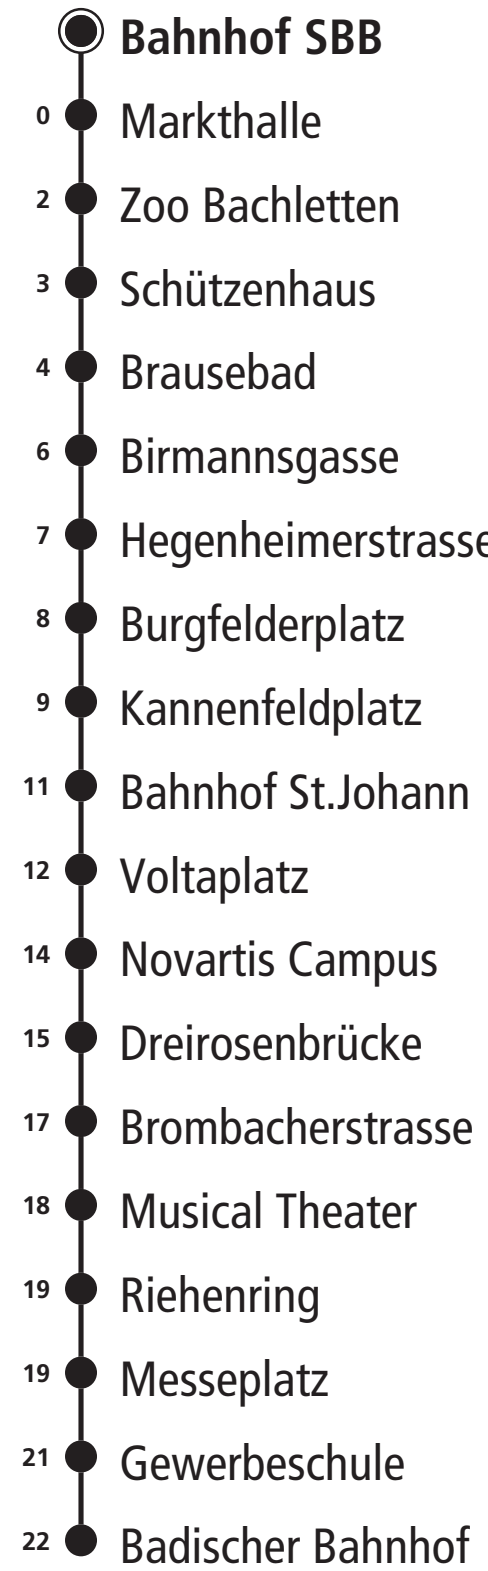 Bahnhof SBB
0 Markthalle
2 Zoo Bachletten
3 Schützenhaus
4 Brausebad
6 Birmannsgasse
7 Hegenheimerstrasse
8 Burgfelderplatz
9 Kannenfeldplatz
11 Bahnhof St.Johann
12 Voltaplatz
14 Novartis Campus
15 Dreirosenbrücke
17 Brombacherstrasse
18 Musical Theater
19 Riehenring
19 Messeplatz
21 Gewerbeschule
22 Badischer Bahnhof